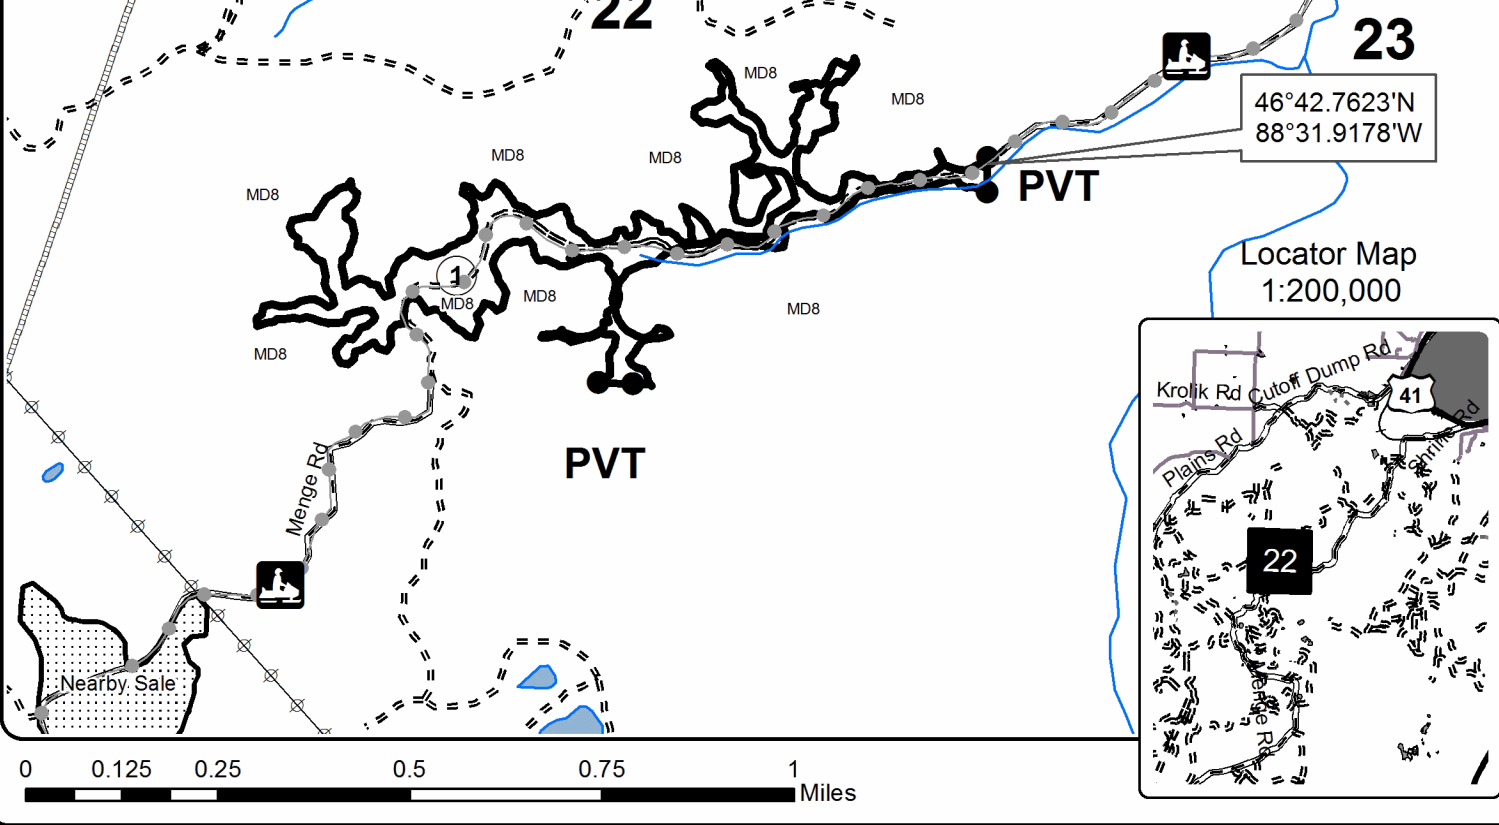 22
23
MD8
MD8
46°42.7623'N
88°31.9178'W
MD8
MD8
MD8
PVT
Locator Map
1:200,000
1
MD8
MD8
MD8
MD8
PVT
Menge Rd
Nearby Sale
Krolik Rd
Cutoff Dump Rd
41
Plains Rd
22
Menge Rd
0 0.125 0.25 0.5 0.75 1
Miles